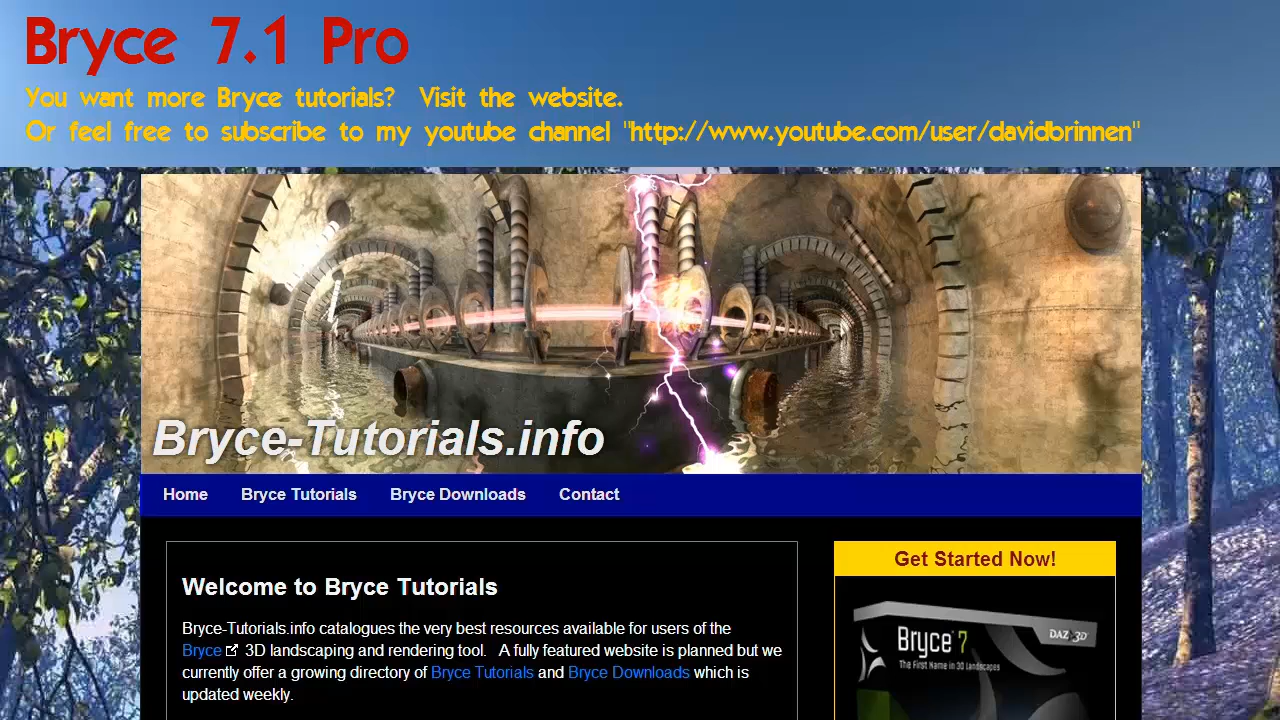 Bryce 7.1 Pro
You want more Bryce tutorials? Visit the website.
Or feel free to subscribe to my youtube channel "http://www.youtube.com/user/davidbrinnen"
Bryce-Tutorials.info
Home Bryce Tutorials Bryce Downloads Contact
Welcome to Bryce Tutorials
Bryce-Tutorials.info catalogues the very best resources available for users of the
Bryce 3D landscaping and rendering tool. A fully featured website is planned but we
currently offer a growing directory of Bryce Tutorials and Bryce Downloads which is
updated weekly.
Get Started Now!
Bryce 7
The First Name in 3D Landscapes
DAZ 3D